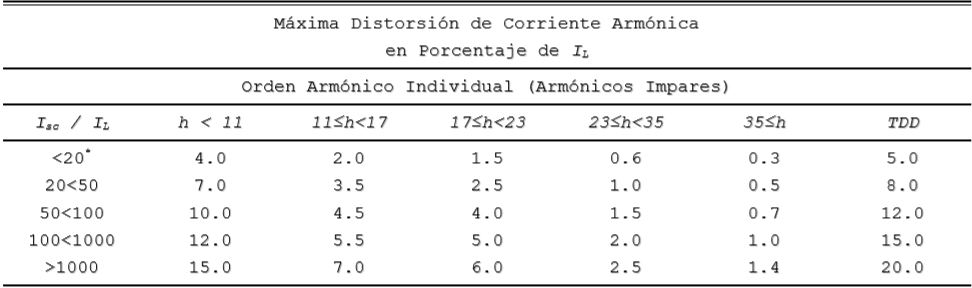 Máxima Distorsión de Corriente Armónica
en Porcentaje de IL
Orden Armónico Individual (Armónicos Impares)
Isc / IL h < 11 11≤h<17 17≤h<23 23≤h<35 35≤h TDD
<20* 4.0 2.0 1.5 0.6 0.3 5.0
20<50 7.0 3.5 2.5 1.0 0.5 8.0
50<100 10.0 4.5 4.0 1.5 0.7 12.0
100<1000 12.0 5.5 5.0 2.0 1.0 15.0
>1000 15.0 7.0 6.0 2.5 1.4 20.0